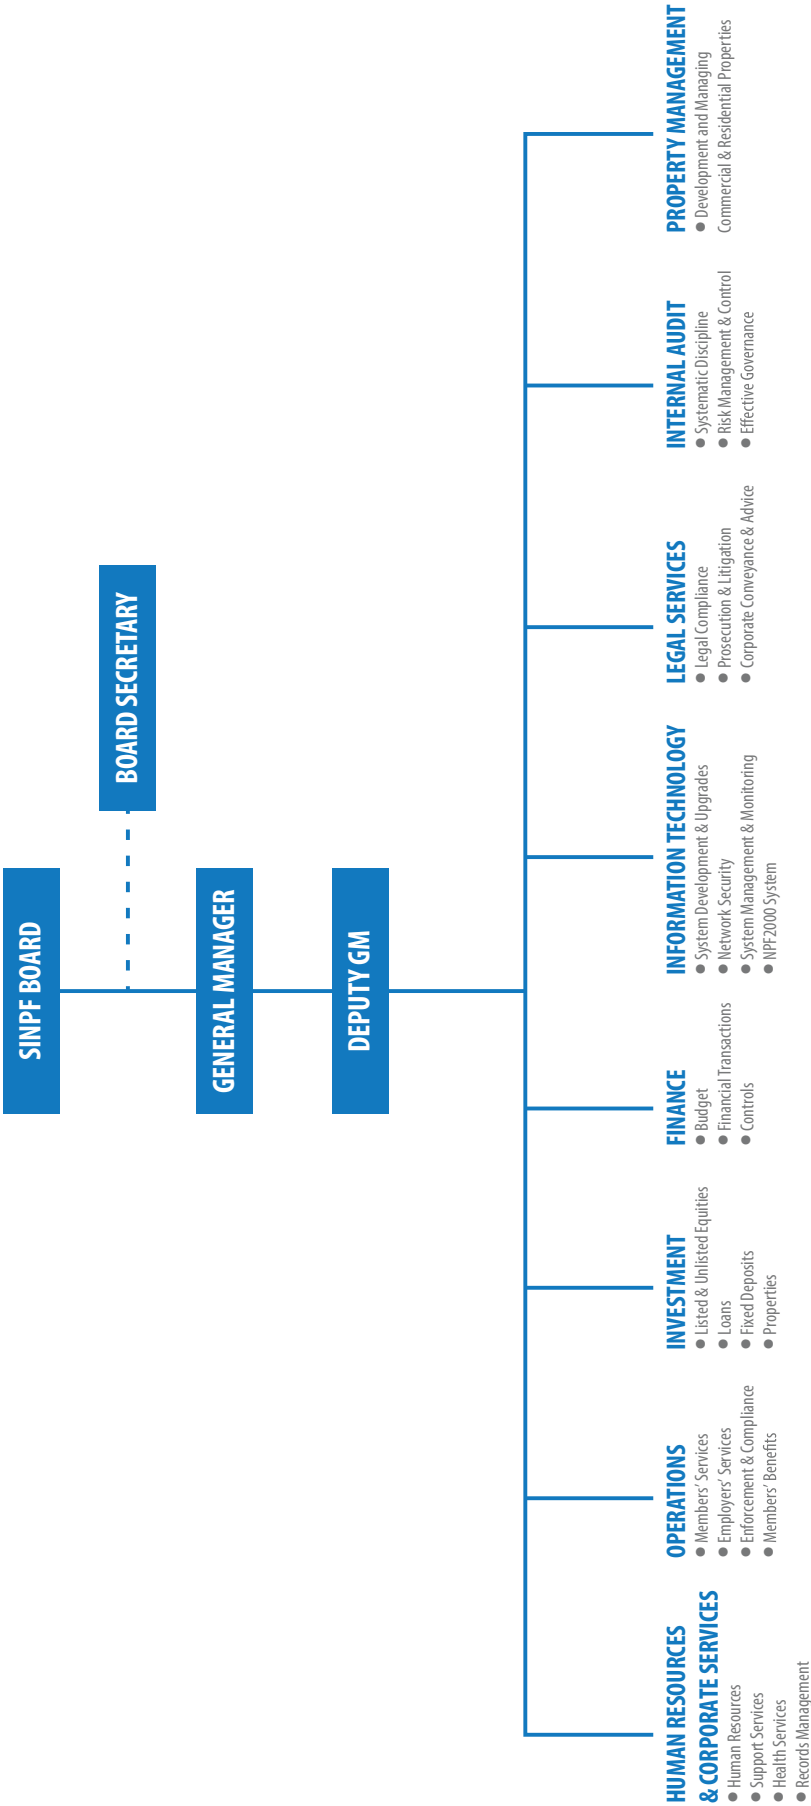 SINPF BOARD
BOARD SECRETARY
GENERAL MANAGER
DEPUTY GM
HUMAN RESOURCES
& CORPORATE SERVICES
● Human Resources
● Support Services
● Health Services
● Records Management
OPERATIONS
● Members’ Services
● Employers’ Services
● Enforcement & Compliance
● Members’ Benefits
INVESTMENT
● Listed & Unlisted Equities
● Loans
● Fixed Deposits
● Properties
FINANCE
● Budget
● Financial Transactions
● Controls
INFORMATION TECHNOLOGY
● System Development & Upgrades
● Network Security
● System Management & Monitoring
● NPF2000 System
LEGAL SERVICES
● Legal Compliance
● Prosecution & Litigation
● Corporate Conveyance & Advice
INTERNAL AUDIT
● Systematic Discipline
● Risk Management & Control
● Effective Governance
PROPERTY MANAGEMENT
● Development and Managing
Commercial & Residential Properties